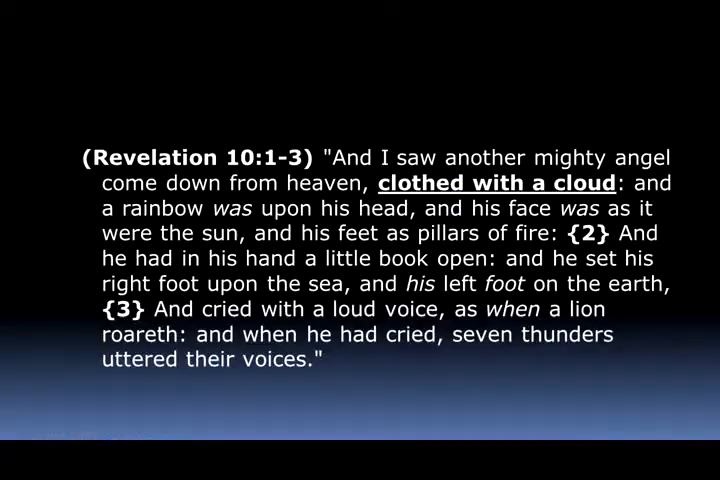 (Revelation 10:1-3) "And I saw another mighty angel
come down from heaven, clothed with a cloud: and
a rainbow was upon his head, and his face was as it
were the sun, and his feet as pillars of fire: {2} And
he had in his hand a little book open: and he set his
right foot upon the sea, and his left foot on the earth,
{3} And cried with a loud voice, as when a lion
roareth: and when he had cried, seven thunders
uttered their voices."